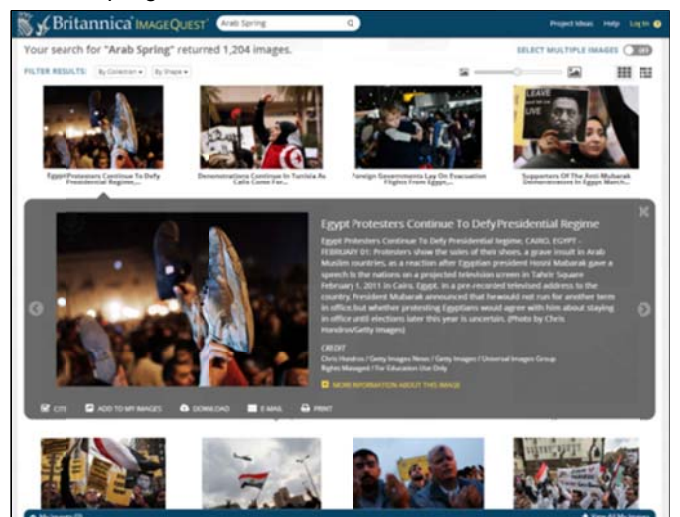 Britannica IMAGEQUEST
Arab Spring
Project Ideas Help Log In
Your search for "Arab Spring" returned 1,204 images.
SELECT MULTIPLE IMAGES OFF
FILTER RESULTS: By Collection By Shape
Egypt Protesters Continue To Defy
Presidential Regime,...
Demonstrations Continue In Tunisia As
Calls Come For...
Foreign Governments Lay On Evacuation
Flights From Egypt,...
Supporters Of The Anti-Mubarak
Demonstrators In Egypt March...
LEAVE
LIVE
Egypt Protesters Continue To Defy Presidential Regime
Egypt Protesters Continue To Defy Presidential Regime, CAIRO, EGYPT -
FEBRUARY 01: Protesters show the soles of their shoes, a grave insult in Arab
Muslim countries, as a reaction after Egyptian president Hosni Mubarak gave a
speech to the nations on a projected television screen in Tahrir Square
February 1, 2011 in Cairo, Egypt. In a pre-recorded televised address to the
country, President Mubarak announced that he would not run for another term
in office, but whether protesting Egyptians would agree with him about staying
in office until elections later this year is uncertain. (Photo by Chris
Hondros/Getty Images)
CREDIT
Chris Hondros / Getty Images News / Getty Images / Universal Images Group
Rights Managed / For Education Use Only
MORE INFORMATION ABOUT THIS IMAGE
CITE ADD TO MY IMAGES DOWNLOAD E-MAIL PRINT
My Images
View All My Images